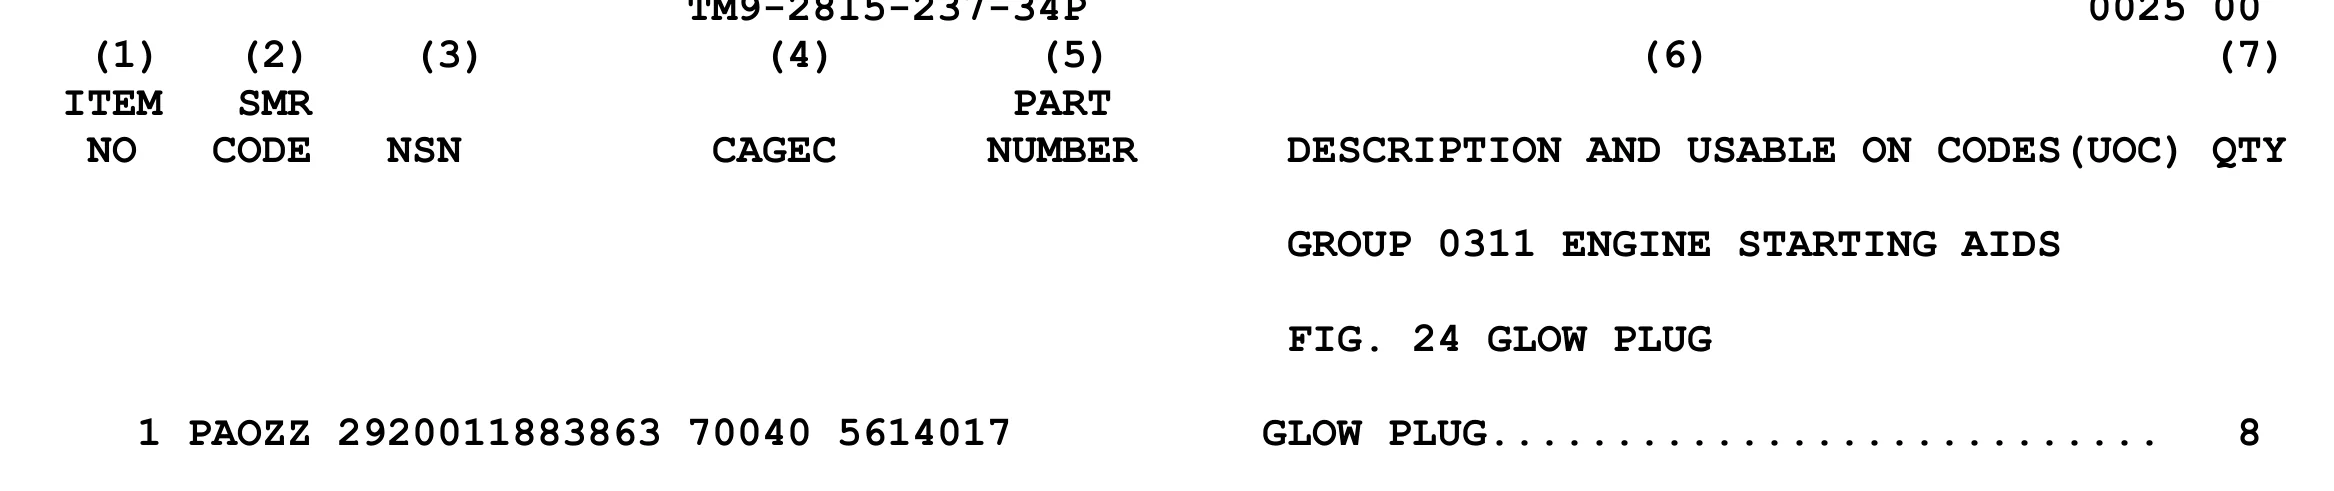 TM9-2815-237-34P 0025 00
(1) (2) (3) (4) (5) (6) (7)
ITEM SMR PART
NO CODE NSN CAGEC NUMBER DESCRIPTION AND USABLE ON CODES(UOC) QTY
GROUP 0311 ENGINE STARTING AIDS
FIG. 24 GLOW PLUG
1 PAOZZ 2920011883863 70040 5614017 GLOW PLUG........................... 8